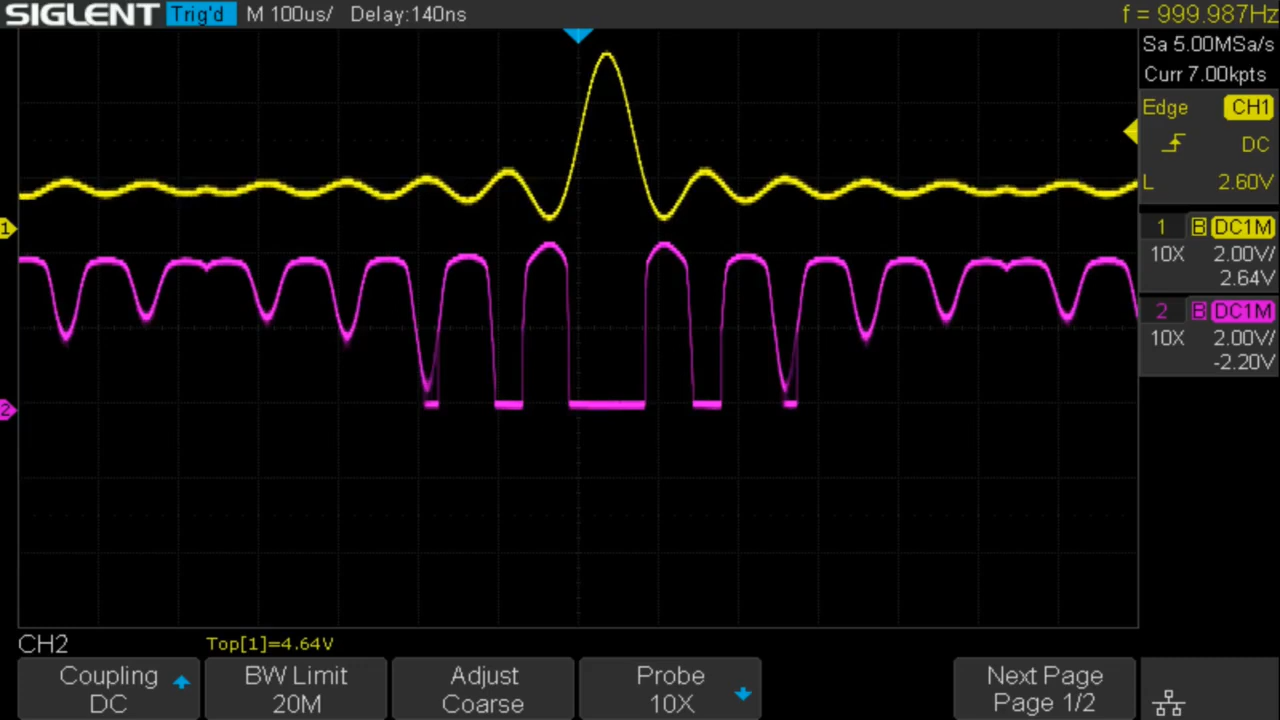 SIGLENT Trig'd M 100us/ Delay:140ns f = 999.987Hz
Sa 5.00MSa/s
Curr 7.00kpts
Edge CH1
DC
L 2.60V
1 B DC1M
10X 2.00V/
2.64V
2 B DC1M
10X 2.00V/
-2.20V
1
2
CH2 Top[1]=4.64V
Coupling
DC
BW Limit
20M
Adjust
Coarse
Probe
10X
Next Page
Page 1/2